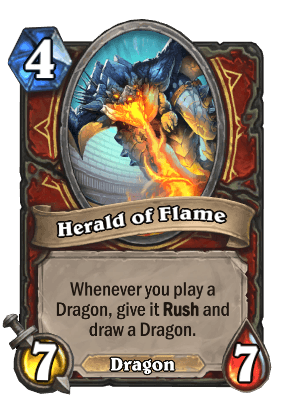 4
Herald of Flame
Whenever you play a
Dragon, give it Rush and
draw a Dragon.
7
Dragon
7